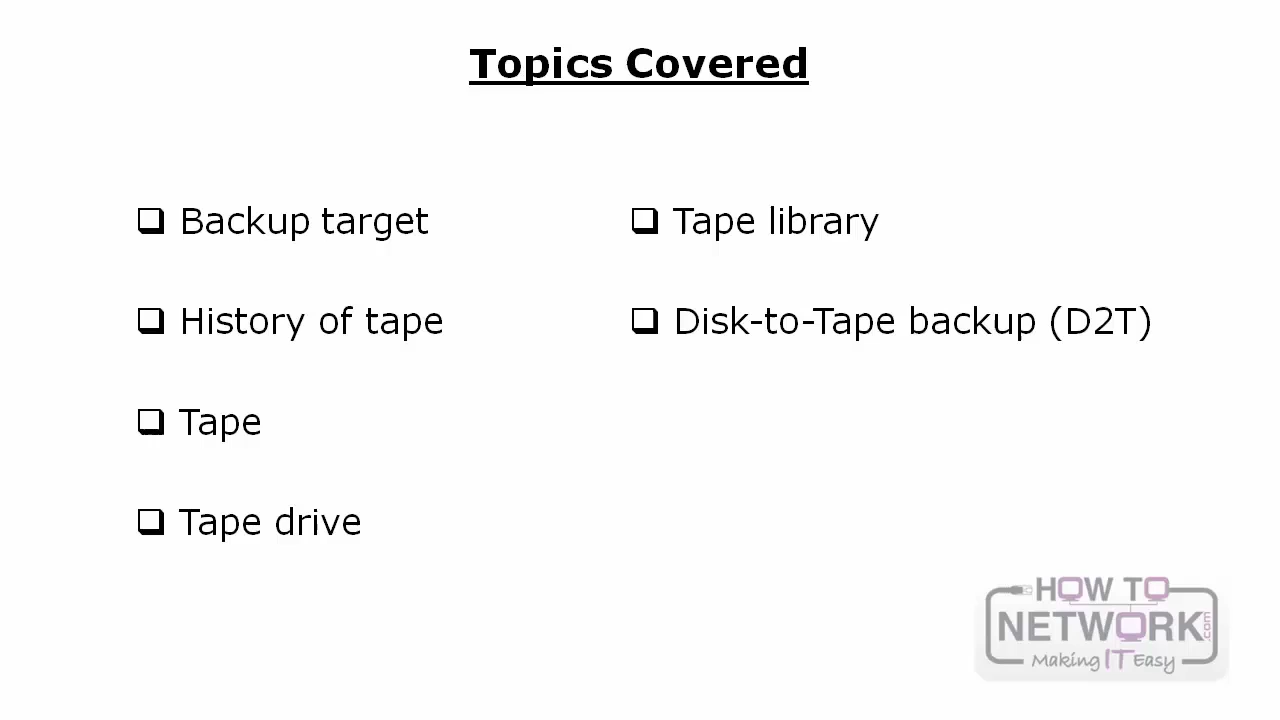 Topics Covered
❑ Backup target
❑ History of tape
❑ Tape
❑ Tape drive
❑ Tape library
❑ Disk-to-Tape backup (D2T)
HOW TO
NETWORK.com
Making IT Easy